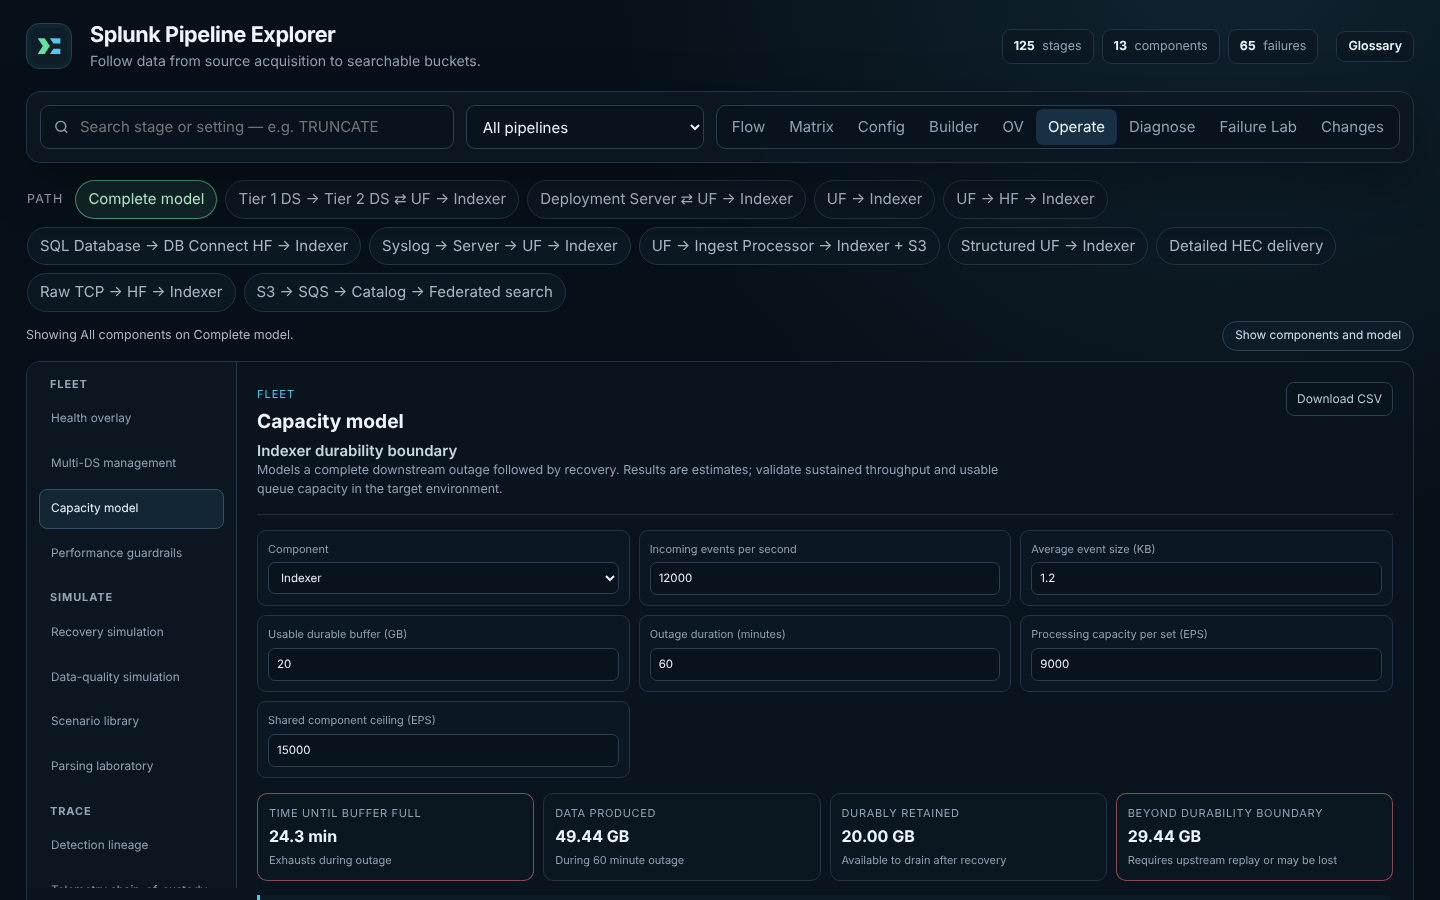 Splunk Pipeline Explorer
Follow data from source acquisition to searchable buckets.
125 stages
13 components
65 failures
Glossary
Search stage or setting — e.g. TRUNCATE
All pipelines
Flow
Matrix
Config
Builder
OV
Operate
Diagnose
Failure Lab
Changes
PATH
Complete model
Tier 1 DS → Tier 2 DS ⇄ UF → Indexer
Deployment Server ⇄ UF → Indexer
UF → Indexer
UF → HF → Indexer
SQL Database → DB Connect HF → Indexer
Syslog → Server → UF → Indexer
UF → Ingest Processor → Indexer + S3
Structured UF → Indexer
Detailed HEC delivery
Raw TCP → HF → Indexer
S3 → SQS → Catalog → Federated search
Showing All components on Complete model.
Show components and model
FLEET
Health overlay
Multi-DS management
Capacity model
Performance guardrails
SIMULATE
Recovery simulation
Data-quality simulation
Scenario library
Parsing laboratory
TRACE
Detection lineage
Telemetry chain-of-custody
FLEET
Capacity model
Download CSV
Indexer durability boundary
Models a complete downstream outage followed by recovery. Results are estimates; validate sustained throughput and usable
queue capacity in the target environment.
Component
Indexer
Incoming events per second
12000
Average event size (KB)
1.2
Usable durable buffer (GB)
20
Outage duration (minutes)
60
Processing capacity per set (EPS)
9000
Shared component ceiling (EPS)
15000
TIME UNTIL BUFFER FULL
24.3 min
Exhausts during outage
DATA PRODUCED
49.44 GB
During 60 minute outage
DURABLY RETAINED
20.00 GB
Available to drain after recovery
BEYOND DURABILITY BOUNDARY
29.44 GB
Requires upstream replay or may be lost